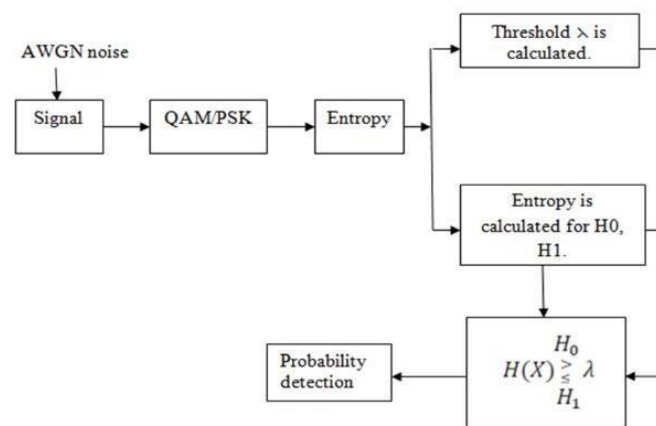 AWGN noise
Signal
QAM/PSK
Entropy
Threshold λ is
calculated.
Entropy is
calculated for H0,
H1.
H₀
H(X) ≷ λ
H₁
Probability
detection